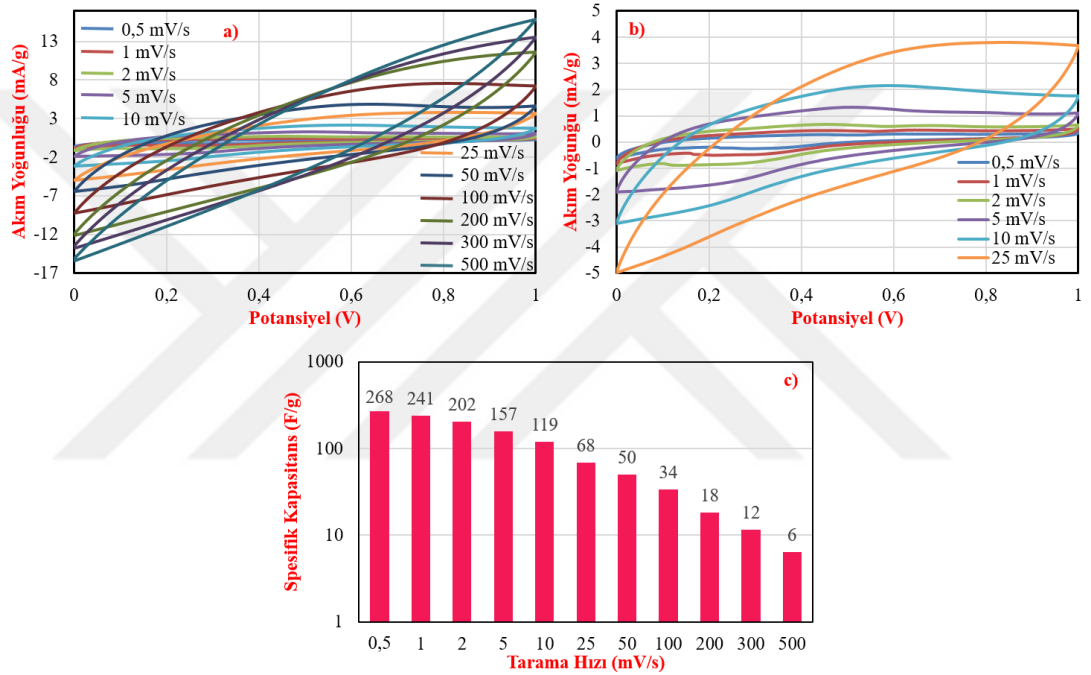 a)
Akım Yoğunluğu (mA/g)
13
8
3
-2
-7
-12
-17
0,5 mV/s
1 mV/s
2 mV/s
5 mV/s
10 mV/s
25 mV/s
50 mV/s
100 mV/s
200 mV/s
300 mV/s
500 mV/s
0 0,2 0,4 0,6 0,8 1
Potansiyel (V)
b)
Akım Yoğunluğu (mA/g)
5
4
3
2
1
0
-1
-2
-3
-4
-5
0,5 mV/s
1 mV/s
2 mV/s
5 mV/s
10 mV/s
25 mV/s
0 0,2 0,4 0,6 0,8 1
Potansiyel (V)
c)
Spesifik Kapasitans (F/g)
1000
100
10
1
268 241 202 157 119 68 50 34 18 12 6
0,5 1 2 5 10 25 50 100 200 300 500
Tarama Hızı (mV/s)